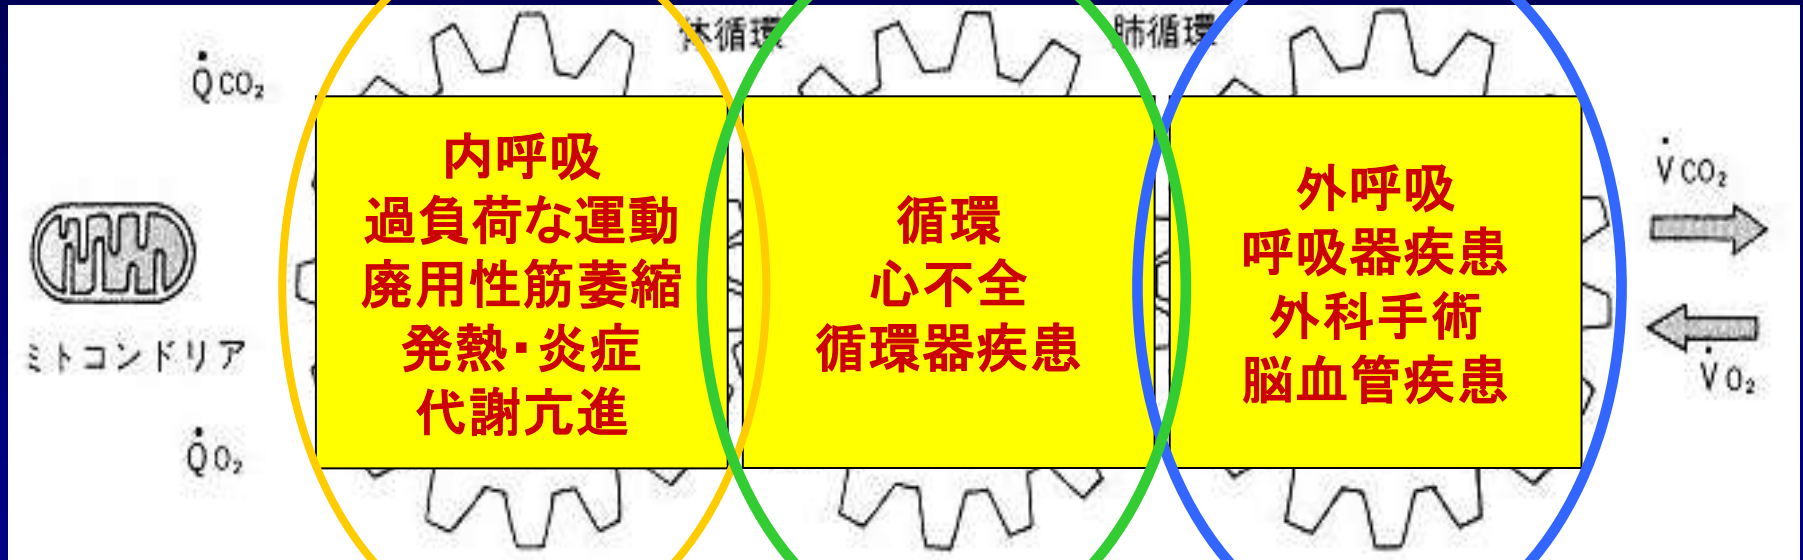 体循環
肺循環
Q̇CO₂
内呼吸
過負荷な運動
廃用性筋萎縮
発熱・炎症
代謝亢進
循環
心不全
循環器疾患
外呼吸
呼吸器疾患
外科手術
脳血管疾患
V̇CO₂
ミトコンドリア
V̇O₂
Q̇O₂